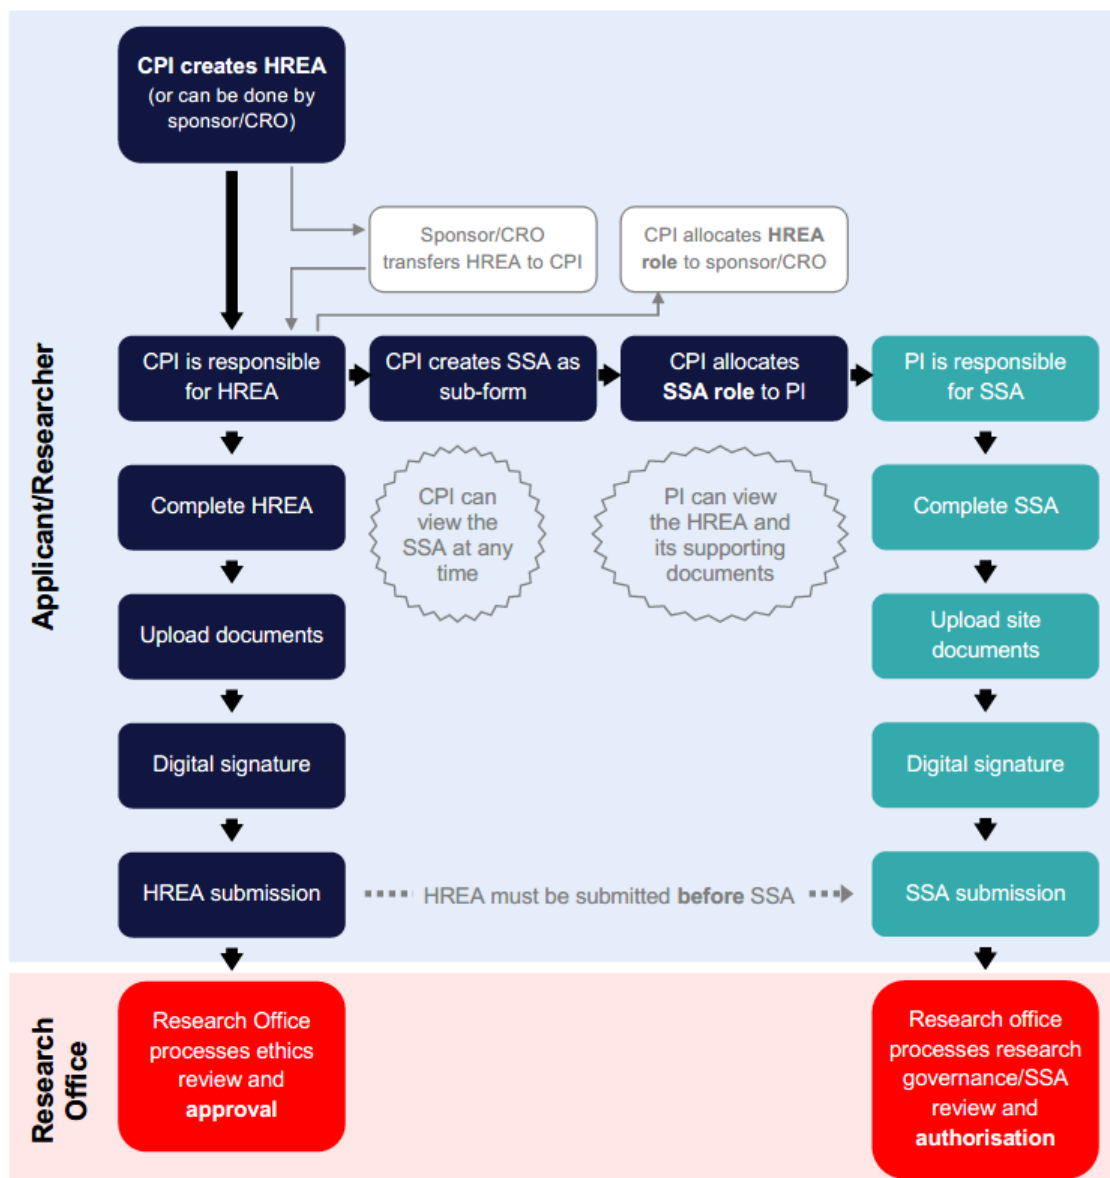 CPI creates HREA
(or can be done by
sponsor/CRO)
Sponsor/CRO
transfers HREA to CPI
CPI allocates HREA
role to sponsor/CRO
Applicant/Researcher
CPI is responsible
for HREA
CPI creates SSA as
sub-form
CPI allocates
SSA role to PI
PI is responsible
for SSA
Complete HREA
CPI can
view the
SSA at any
time
PI can view
the HREA and
its supporting
documents
Complete SSA
Upload documents
Upload site
documents
Digital signature
Digital signature
HREA submission
HREA must be submitted before SSA
SSA submission
Research
Office
Research Office
processes ethics
review and
approval
Research office
processes research
governance/SSA
review and
authorisation